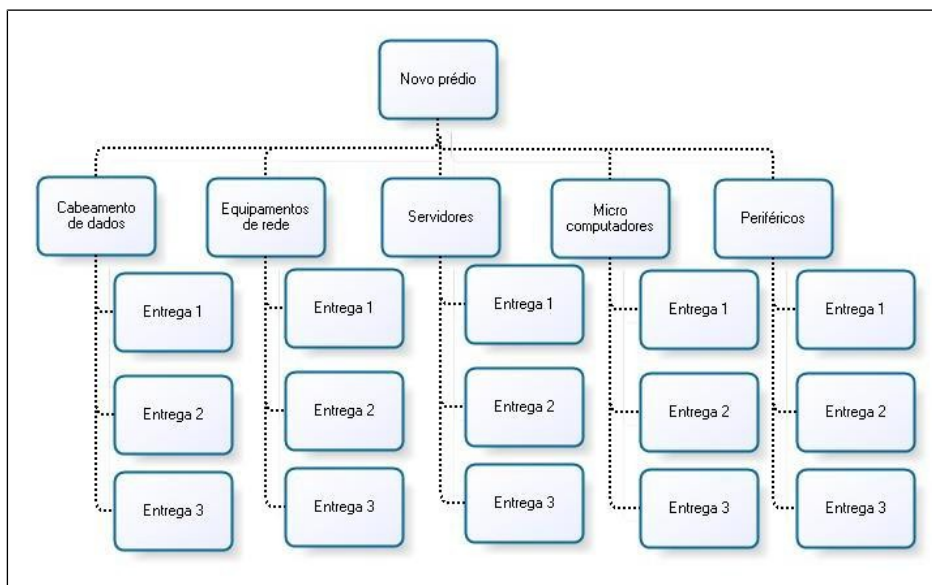 Novo prédio
Cabeamento
de dados
Equipamentos
de rede
Servidores
Micro
computadores
Periféricos
Entrega 1
Entrega 2
Entrega 3
Entrega 1
Entrega 2
Entrega 3
Entrega 1
Entrega 2
Entrega 3
Entrega 1
Entrega 2
Entrega 3
Entrega 1
Entrega 2
Entrega 3